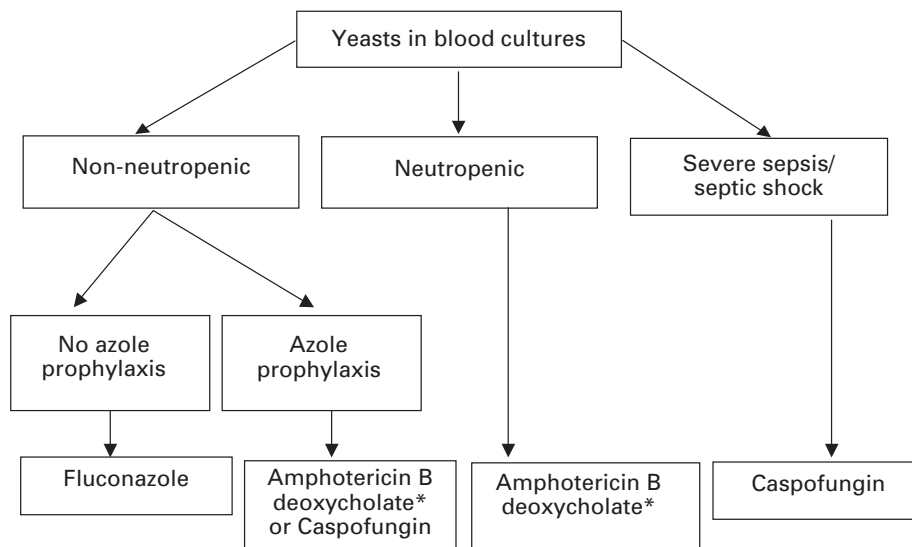 Yeasts in blood cultures
Non-neutropenic
Neutropenic
Severe sepsis/
septic shock
No azole
prophylaxis
Azole
prophylaxis
Fluconazole
Amphotericin B
deoxycholate*
or Caspofungin
Amphotericin B
deoxycholate*
Caspofungin